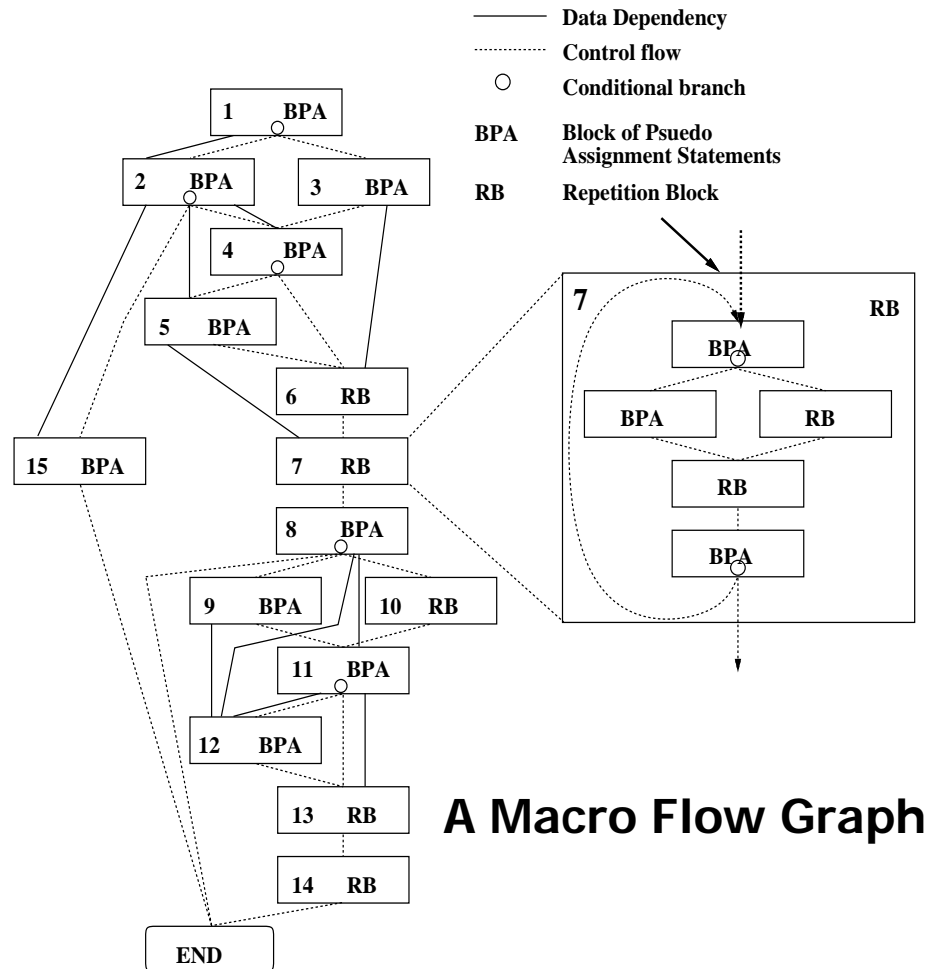 Data Dependency
Control flow
Conditional branch
BPA Block of Psuedo
Assignment Statements
RB Repetition Block
1 BPA
2 BPA
3 BPA
4 BPA
5 BPA
6 RB
15 BPA
7 RB
8 BPA
9 BPA
10 RB
11 BPA
12 BPA
13 RB
14 RB
END
7
RB
BPA
BPA
RB
RB
BPA
A Macro Flow Graph